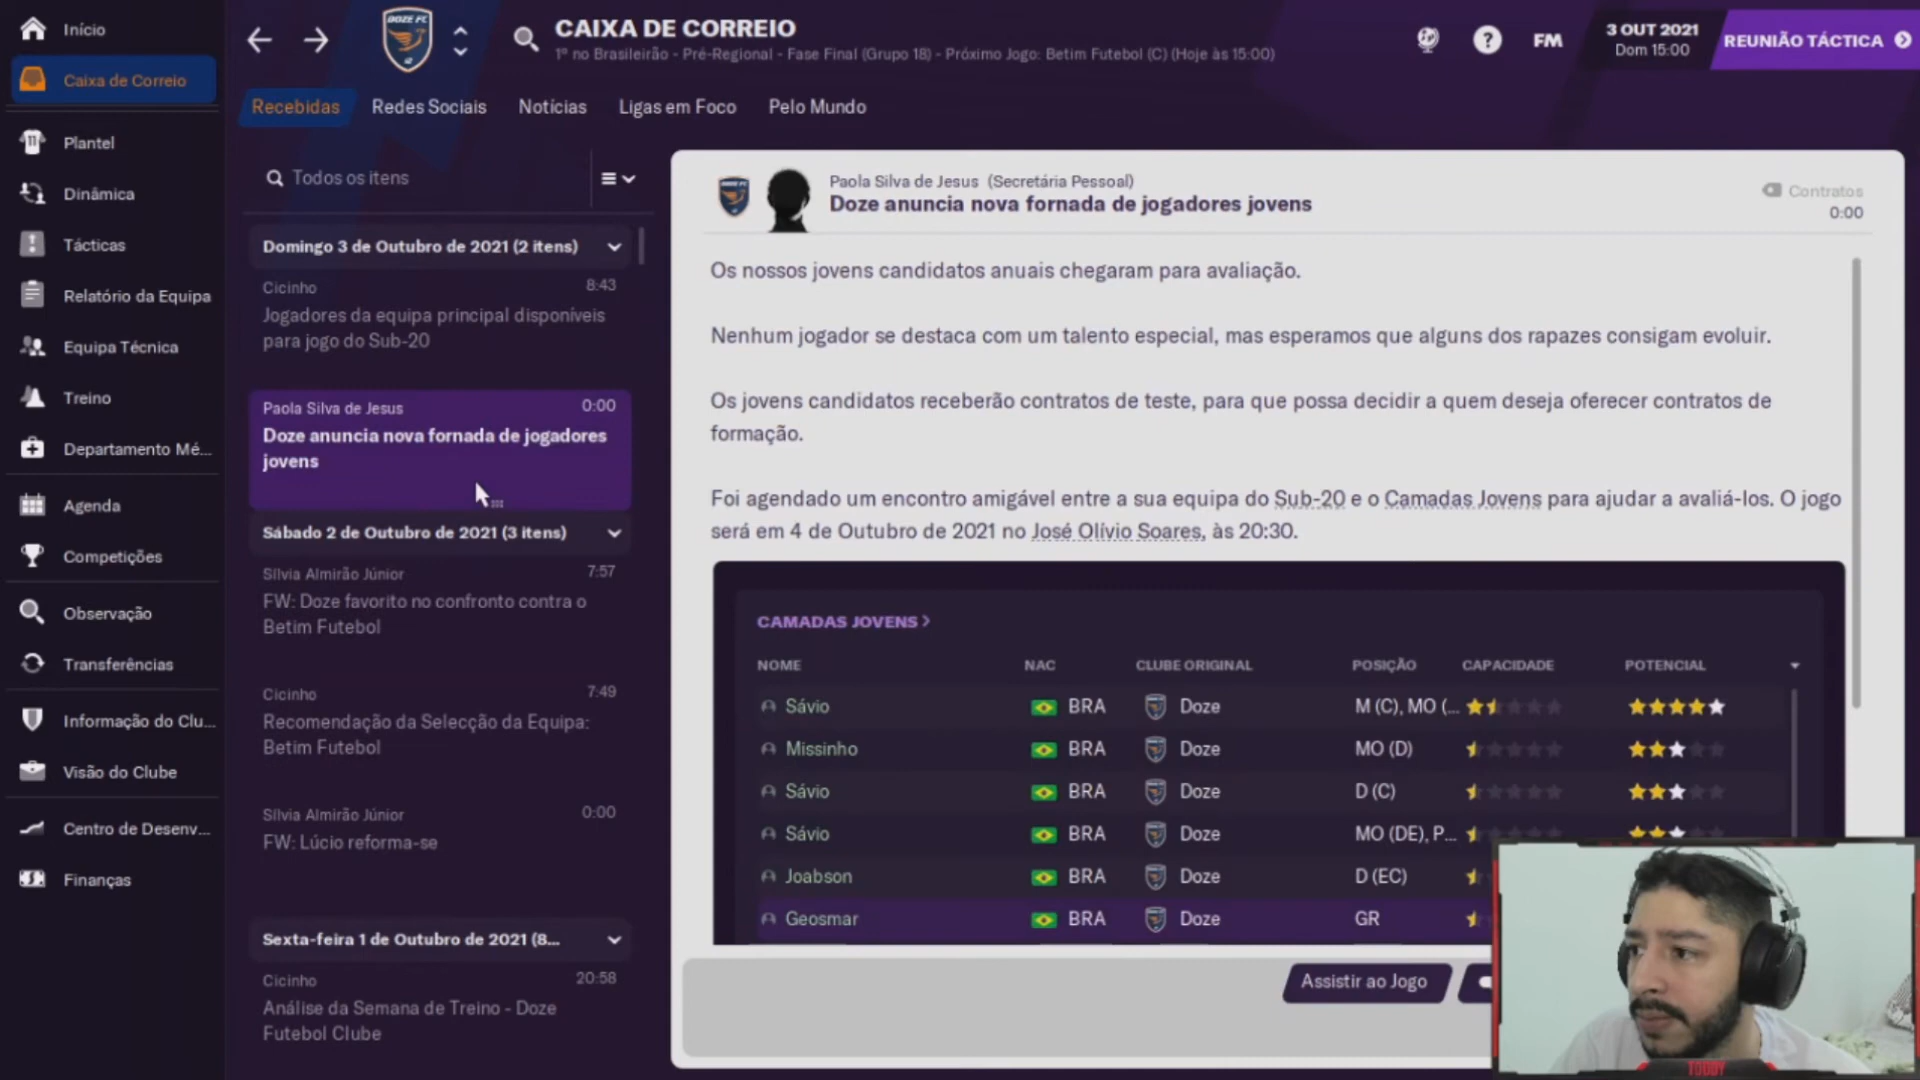 Início
Caixa de Correio
Plantel
Dinâmica
Tácticas
Relatório da Equipa
Equipa Técnica
Treino
Departamento Mé...
Agenda
Competições
Observação
Transferências
Informação do Clu...
Visão do Clube
Centro de Desenv...
Finanças
DOZE FC
CAIXA DE CORREIO
1º no Brasileirão - Pré-Regional - Fase Final (Grupo 18) - Próximo Jogo: Betim Futebol (C) (Hoje às 15:00)
?
FM
3 OUT 2021
Dom 15:00
REUNIÃO TÁCTICA
Recebidas Redes Sociais Notícias Ligas em Foco Pelo Mundo
Todos os itens
Domingo 3 de Outubro de 2021 (2 itens)
Cicinho 8:43
Jogadores da equipa principal disponíveis
para jogo do Sub-20
Paola Silva de Jesus 0:00
Doze anuncia nova fornada de jogadores
jovens
Sábado 2 de Outubro de 2021 (3 itens)
Sílvia Almirão Júnior 7:57
FW: Doze favorito no confronto contra o
Betim Futebol
Cicinho 7:49
Recomendação da Selecção da Equipa:
Betim Futebol
Sílvia Almirão Júnior 0:00
FW: Lúcio reforma-se
Sexta-feira 1 de Outubro de 2021 (8...
Cicinho 20:58
Análise da Semana de Treino - Doze
Futebol Clube
DOZE FC
Paola Silva de Jesus (Secretária Pessoal)
Doze anuncia nova fornada de jogadores jovens
Contratos
0:00
Os nossos jovens candidatos anuais chegaram para avaliação.
Nenhum jogador se destaca com um talento especial, mas esperamos que alguns dos rapazes consigam evoluir.
Os jovens candidatos receberão contratos de teste, para que possa decidir a quem deseja oferecer contratos de
formação.
Foi agendado um encontro amigável entre a sua equipa do Sub-20 e o Camadas Jovens para ajudar a avaliá-los. O jogo
será em 4 de Outubro de 2021 no José Olívio Soares, às 20:30.
CAMADAS JOVENS
NOME NAC CLUBE ORIGINAL POSIÇÃO CAPACIDADE POTENCIAL
Sávio BRA Doze M (C), MO (...
Missinho BRA Doze MO (D)
Sávio BRA Doze D (C)
Sávio BRA Doze MO (DE), P...
Joabson BRA Doze D (EC)
Geosmar BRA Doze GR
Assistir ao Jogo
TODDY